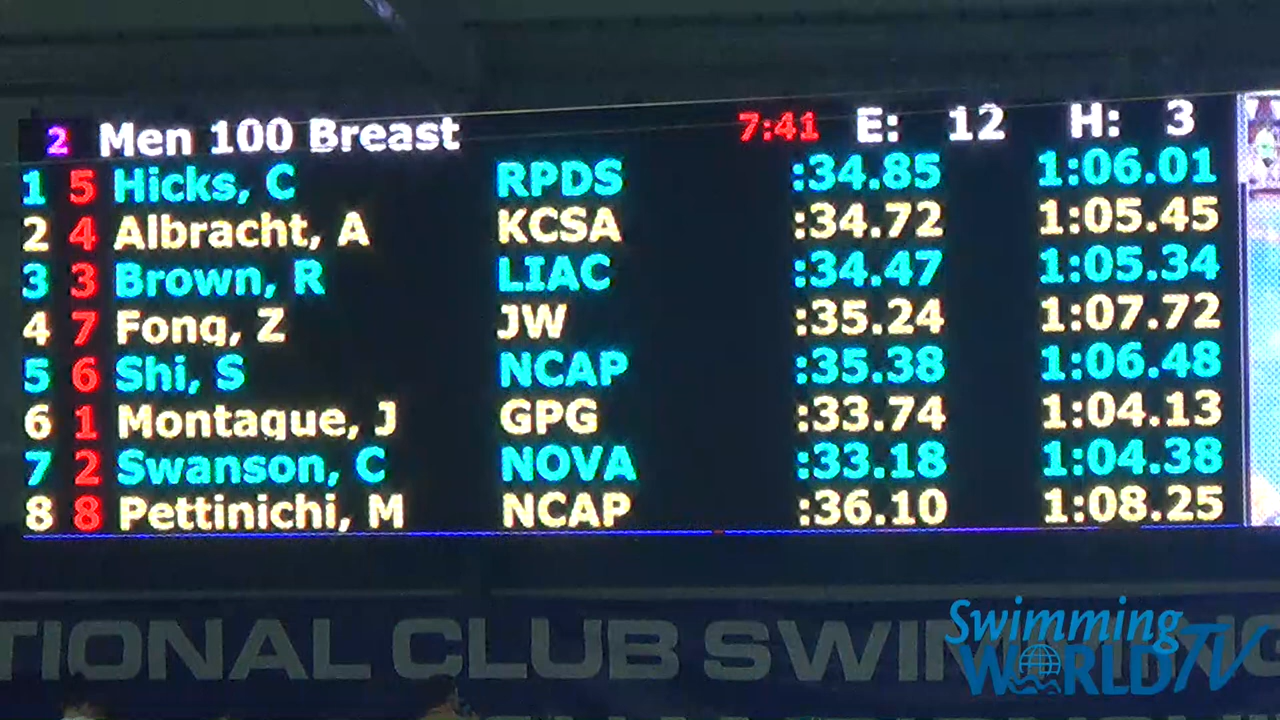 2 Men 100 Breast 7:41 E: 12 H: 3
1 5 Hicks, C RPDS :34.85 1:06.01
2 4 Albracht, A KCSA :34.72 1:05.45
3 3 Brown, R LIAC :34.47 1:05.34
4 7 Fong, Z JW :35.24 1:07.72
5 6 Shi, S NCAP :35.38 1:06.48
6 1 Montague, J GPG :33.74 1:04.13
7 2 Swanson, C NOVA :33.18 1:04.38
8 8 Pettinichi, M NCAP :36.10 1:08.25
TIONAL CLUB SWIM
Swimming
WORLD TV